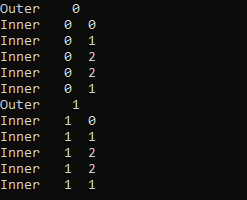 Outer    0
Inner   0  0
Inner   0  1
Inner   0  2
Inner   0  2
Inner   0  1
Outer    1
Inner   1  0
Inner   1  1
Inner   1  2
Inner   1  2
Inner   1  1